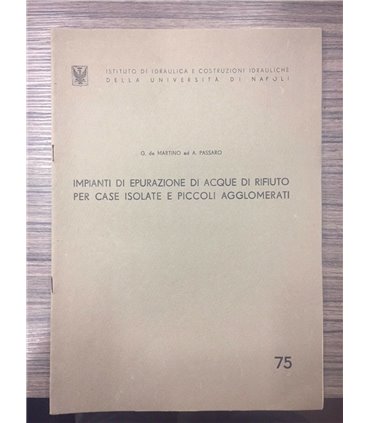 ISTITUTO DI IDRAULICA E COSTRUZIONI IDRAULICHE
DELLA UNIVERSITÀ DI NAPOLI
G. de MARTINO ed A. PASSARO
IMPIANTI DI EPURAZIONE DI ACQUE DI RIFIUTO
PER CASE ISOLATE E PICCOLI AGGLOMERATI
75